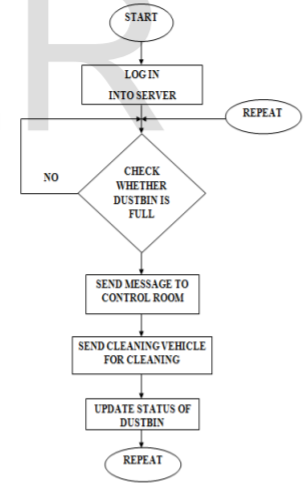 START
LOG IN
INTO SERVER
REPEAT
NO
CHECK
WHETHER
DUSTBIN IS
FULL
SEND MESSAGE TO
CONTROL ROOM
SEND CLEANING VEHICLE
FOR CLEANING
UPDATE STATUS OF
DUSTBIN
REPEAT